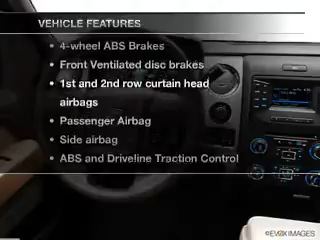 VEHICLE FEATURES
• 4-wheel ABS Brakes
• Front Ventilated disc brakes
• 1st and 2nd row curtain head
airbags
• Passenger Airbag
• Side airbag
• ABS and Driveline Traction Control
©EVOX IMAGES